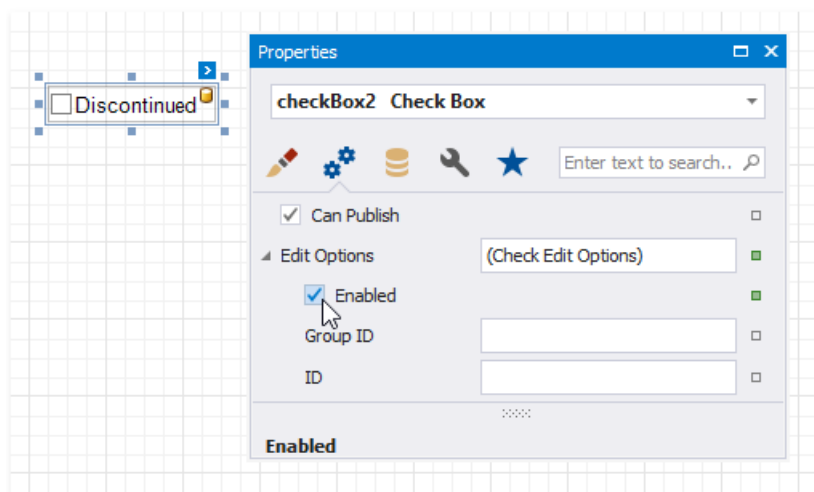 Properties
Discontinued
checkBox2 Check Box
Enter text to search..
Can Publish
Edit Options (Check Edit Options)
Enabled
Group ID
ID
Enabled